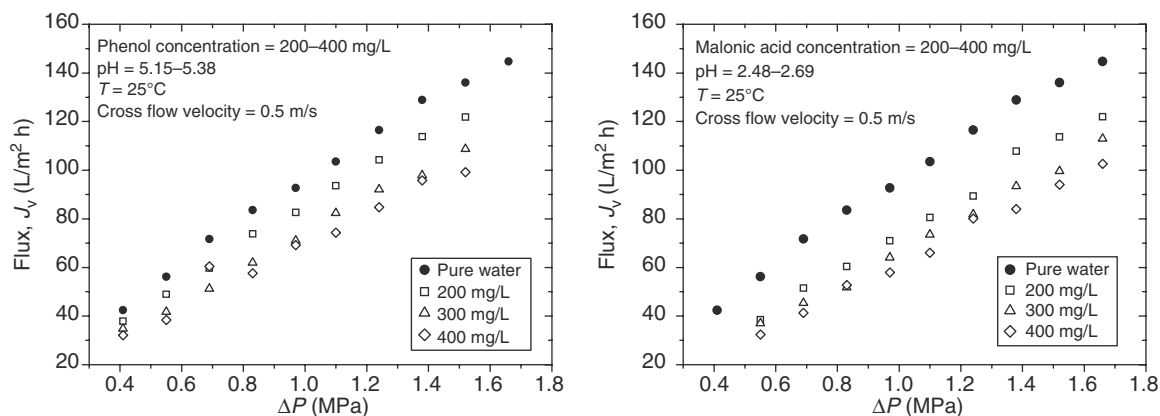 Phenol concentration = 200–400 mg/L
pH = 5.15–5.38
T = 25°C
Cross flow velocity = 0.5 m/s
Flux, Jv (L/m² h)
160
140
120
100
80
60
40
20
Pure water
200 mg/L
300 mg/L
400 mg/L
0.4 0.6 0.8 1.0 1.2 1.4 1.6 1.8
ΔP (MPa)
Malonic acid concentration = 200–400 mg/L
pH = 2.48–2.69
T = 25°C
Cross flow velocity = 0.5 m/s
Flux, Jv (L/m² h)
160
140
120
100
80
60
40
20
Pure water
200 mg/L
300 mg/L
400 mg/L
0.4 0.6 0.8 1.0 1.2 1.4 1.6 1.8
ΔP (MPa)